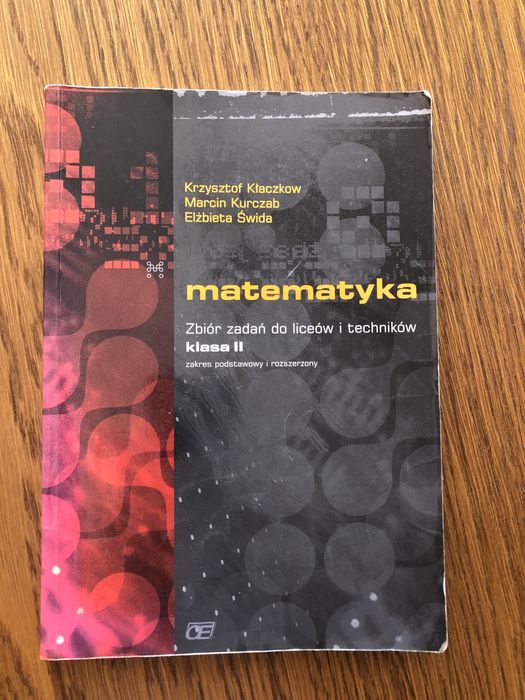 Krzysztof Kłaczkow
Marcin Kurczab
Elżbieta Świda
matematyka
Zbiór zadań do liceów i techników
klasa II
zakres podstawowy i rozszerzony
OE